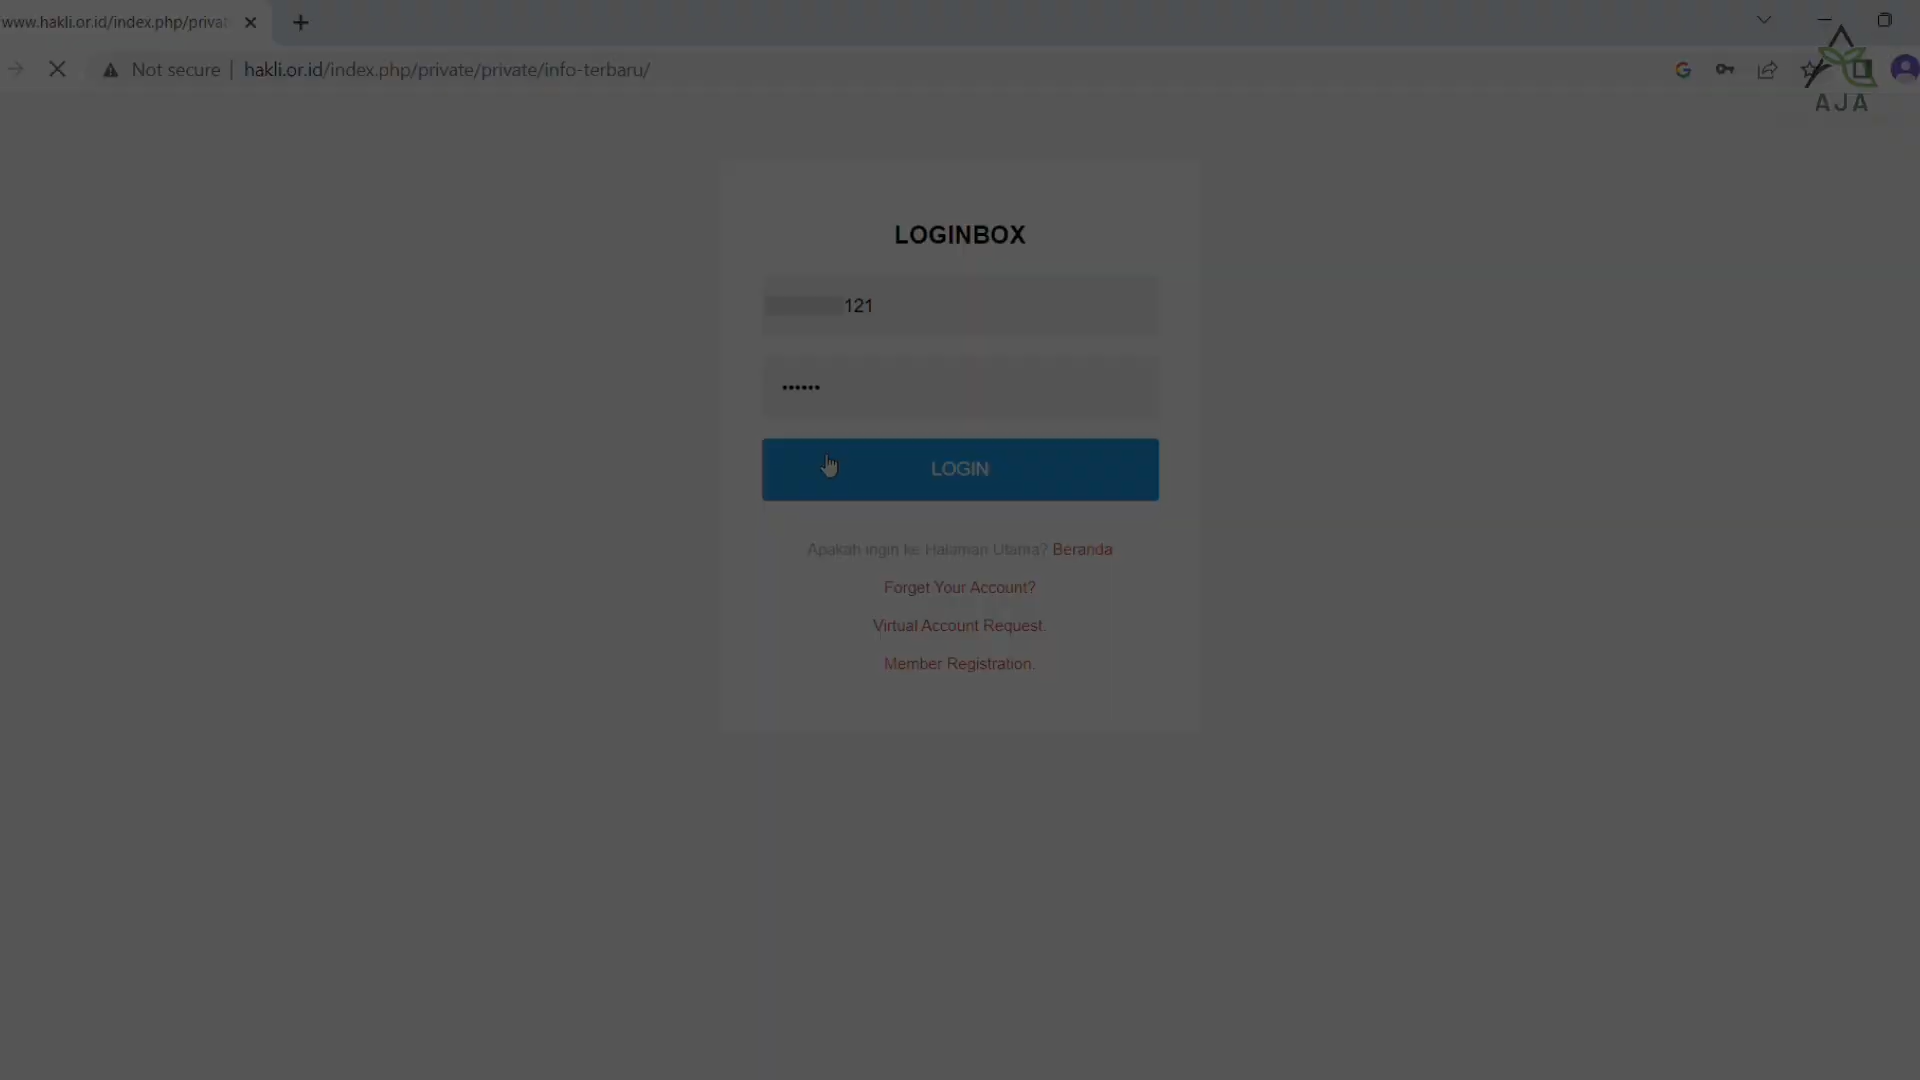 www.hakli.or.id/index.php/privat
Not secure | hakli.or.id/index.php/private/private/info-terbaru/
AJA
LOGINBOX
121
••••••
LOGIN
Apakah ingin ke Halaman Utama? Beranda
Forget Your Account?
Virtual Account Request.
Member Registration.